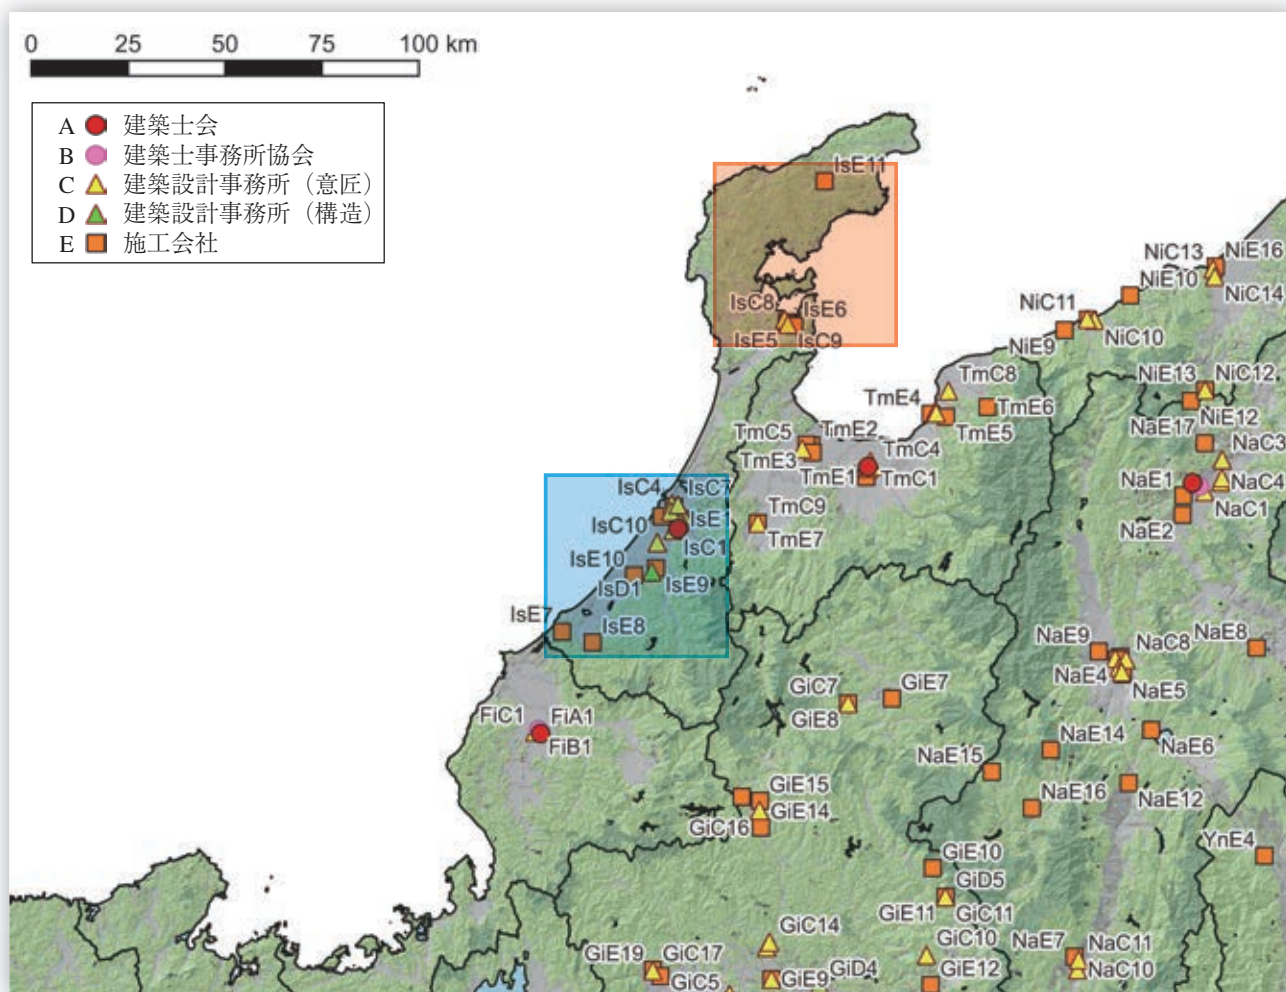 0 25 50 75 100 km
A 建築士会
B 建築士事務所協会
C 建築設計事務所（意匠）
D 建築設計事務所（構造）
E 施工会社
IsE11
IsC8
IsE6
IsE5
IsC9
NiC13
NiE16
NiE10
NiC14
NiC11
NiC10
NiE9
NiE13
NiC12
NiE12
TmC8
TmE4
TmE6
TmE5
TmC5
TmE2
TmE3
TmC4
TmE1
TmC1
NaE17
NaC3
NaE1
NaC4
NaC1
NaE2
TmC9
TmE7
IsC4
IsC7
IsC10
IsE1
IsC1
IsE10
IsD1
IsE9
IsE7
IsE8
NaE9
NaC8
NaE8
NaE4
NaE5
GiC7
GiE7
GiE8
FiC1
FiA1
FiB1
NaE14
NaE6
NaE15
NaE16
NaE12
GiE15
GiE14
GiC16
YnE4
GiE10
GiD5
GiE11
GiC11
GiC14
GiC10
NaE7
NaC11
NaC10
GiE19
GiC17
GiC5
GiE9
GiD4
GiE12